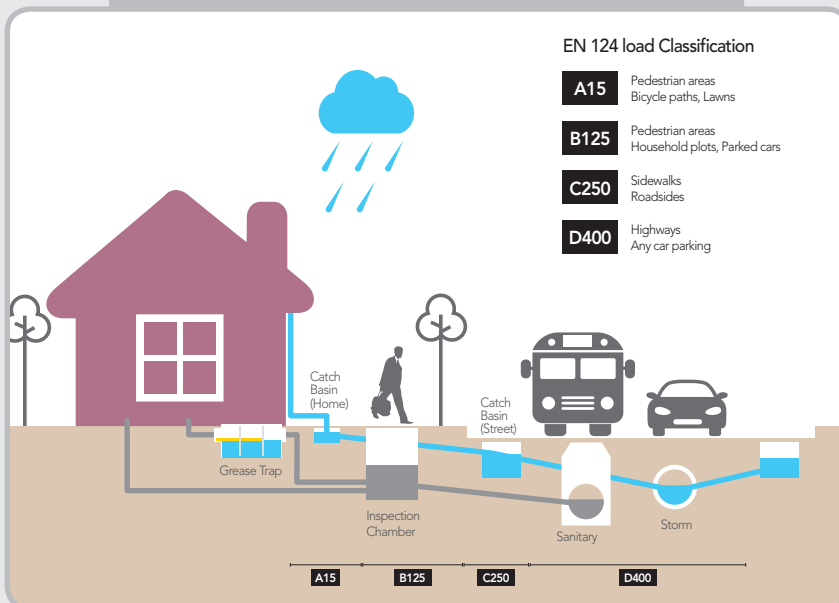 EN 124 load Classification
A15
Pedestrian areas
Bicycle paths, Lawns
B125
Pedestrian areas
Household plots, Parked cars
C250
Sidewalks
Roadsides
D400
Highways
Any car parking
Catch
Basin
(Home)
Catch
Basin
(Street)
Grease Trap
Inspection
Chamber
Sanitary
Storm
A15
B125
C250
D400